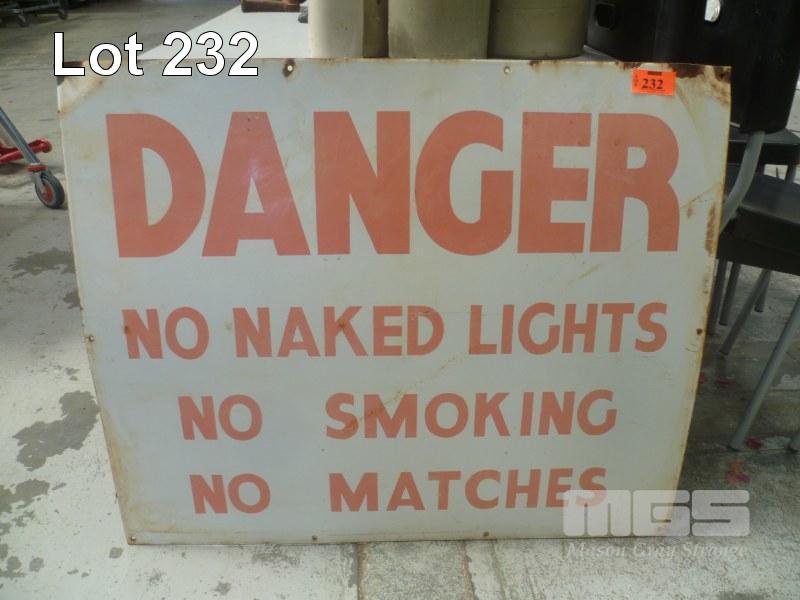 Lot 232
232
DANGER
NO NAKED LIGHTS
NO SMOKING
NO MATCHES
MGS
Mason Gray Strange